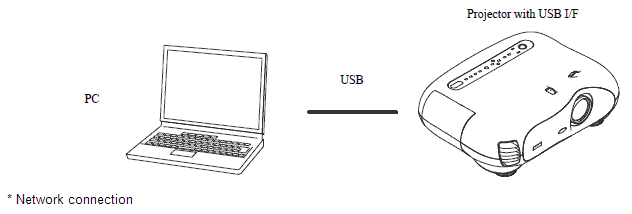 Projector with USB I/F
USB
PC
* Network connection